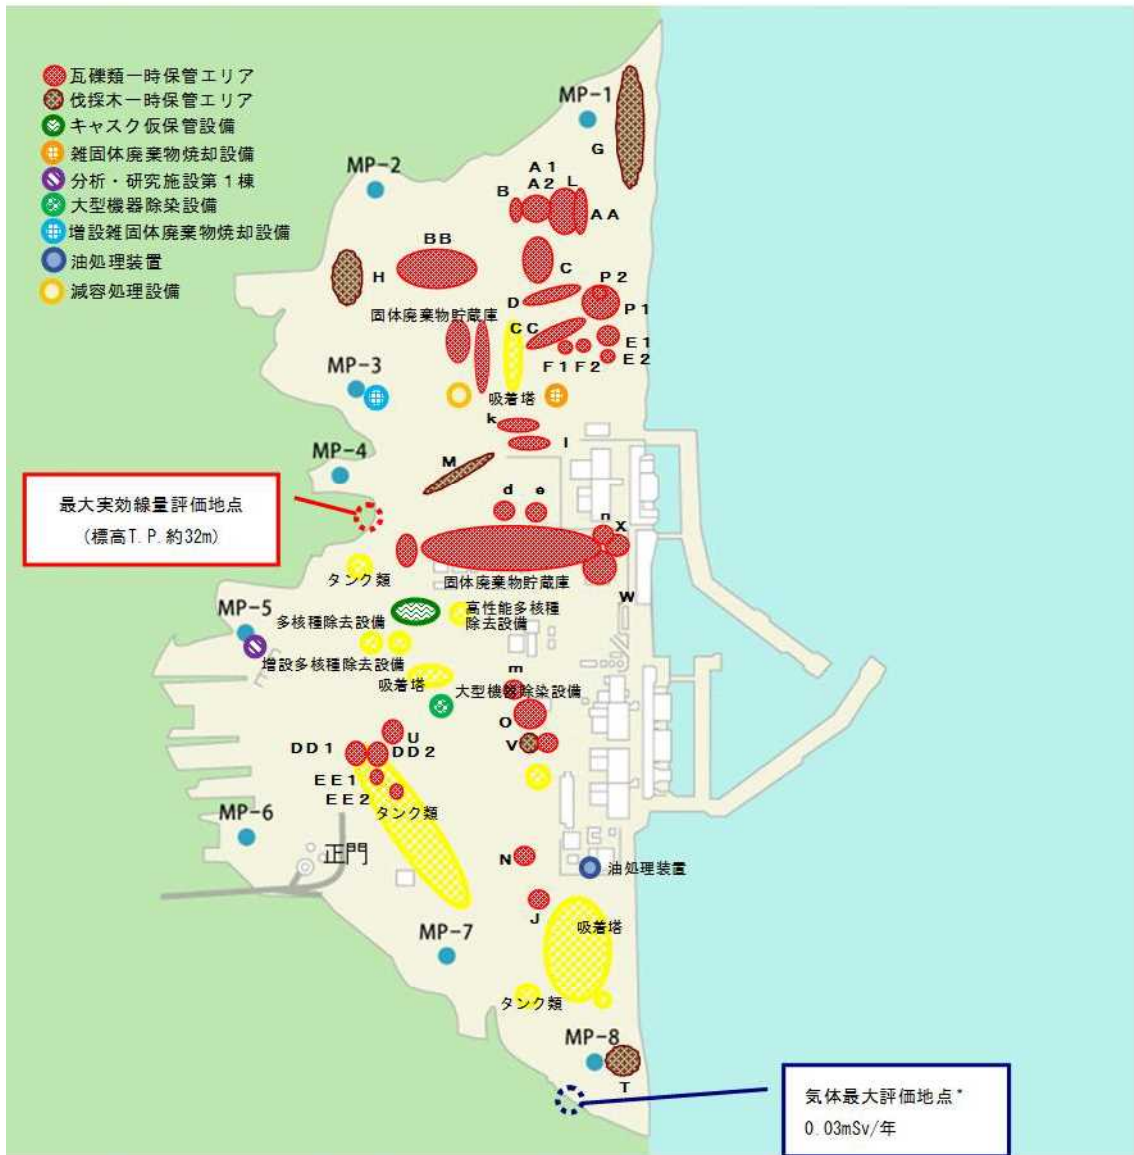 瓦礫類一時保管エリア
伐採木一時保管エリア
キャスク仮保管設備
雑固体廃棄物焼却設備
分析・研究施設第1棟
大型機器除染設備
増設雑固体廃棄物焼却設備
油処理装置
減容処理設備
MP-1
G
MP-2
A1
A2
L
B
AA
BB
H
C
P2
D
P1
固体廃棄物貯蔵庫
CC
E1
F1
F2
E2
MP-3
吸着塔
k
l
MP-4
M
d
e
最大実効線量評価地点
(標高T.P.約32m)
n
X
タンク類
固体廃棄物貯蔵庫
W
MP-5
多核種除去設備
高性能多核種
除去設備
増設多核種除去設備
吸着塔
m
大型機器除染設備
O
U
V
DD1
DD2
EE1
EE2
タンク類
MP-6
正門
N
油処理装置
J
吸着塔
MP-7
タンク類
MP-8
T
気体最大評価地点*
0.03mSv/年